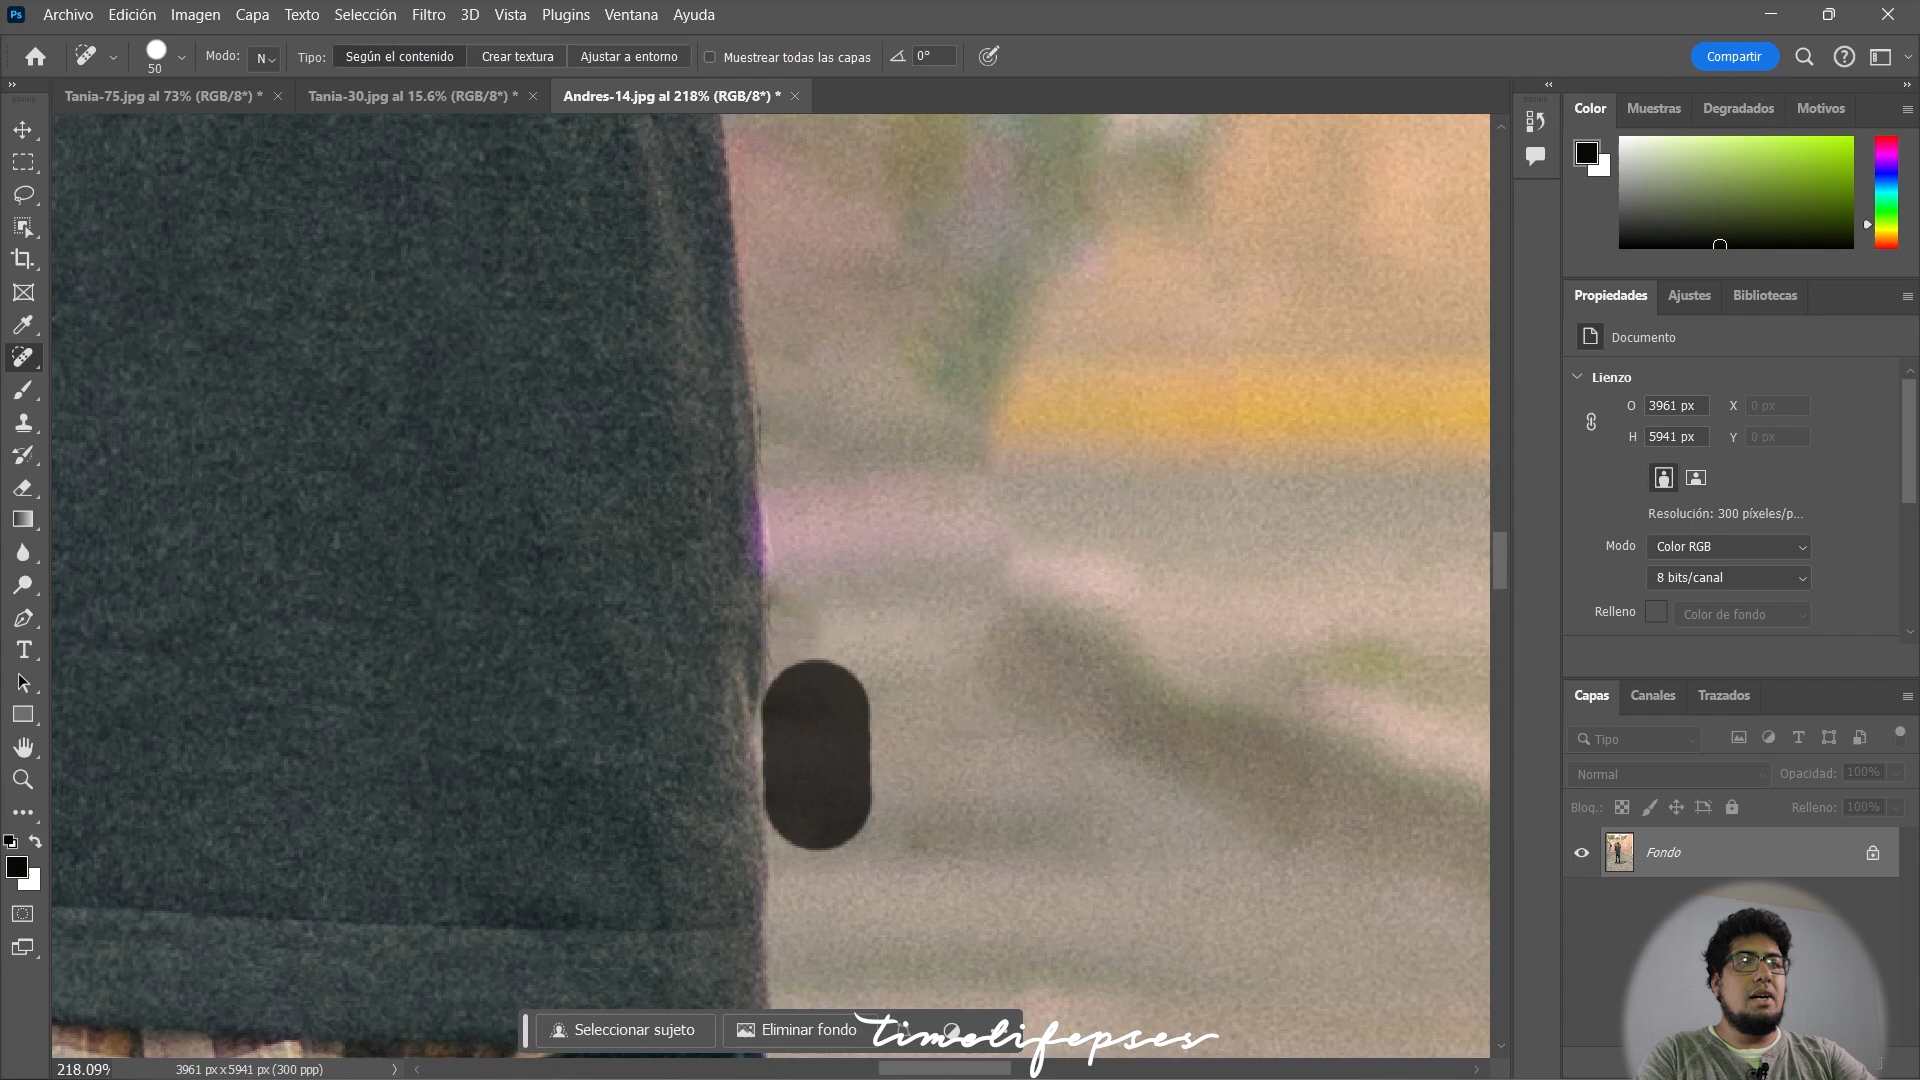 Ps Archivo Edición Imagen Capa Texto Selección Filtro 3D Vista Plugins Ventana Ayuda
50 Modo: N Tipo: Según el contenido Crear textura Ajustar a entorno Muestrear todas las capas 0° Compartir
Tania-75.jpg al 73% (RGB/8*) * Tania-30.jpg al 15.6% (RGB/8*) * Andres-14.jpg al 218% (RGB/8*) *
Color Muestras Degradados Motivos
Propiedades Ajustes Bibliotecas
Documento
Lienzo
O 3961 px X 0 px
H 5941 px Y 0 px
Resolución: 300 píxeles/p...
Modo Color RGB
8 bits/canal
Relleno Color de fondo
Capas Canales Trazados
Tipo
Normal Opacidad: 100%
Bloq.: Relleno: 100%
Fondo
Seleccionar sujeto Eliminar fondo
timelifepses
218.09% 3961 px x 5941 px (300 ppp)